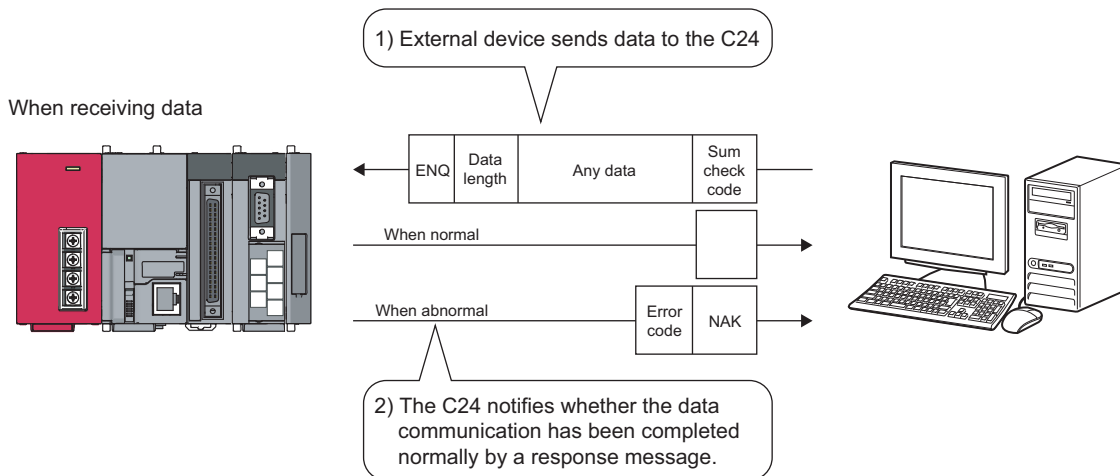 1) External device sends data to the C24
When receiving data
ENQ
Data
length
Any data
Sum
check
code
When normal
When abnormal
Error
code
NAK
2) The C24 notifies whether the data
communication has been completed
normally by a response message.